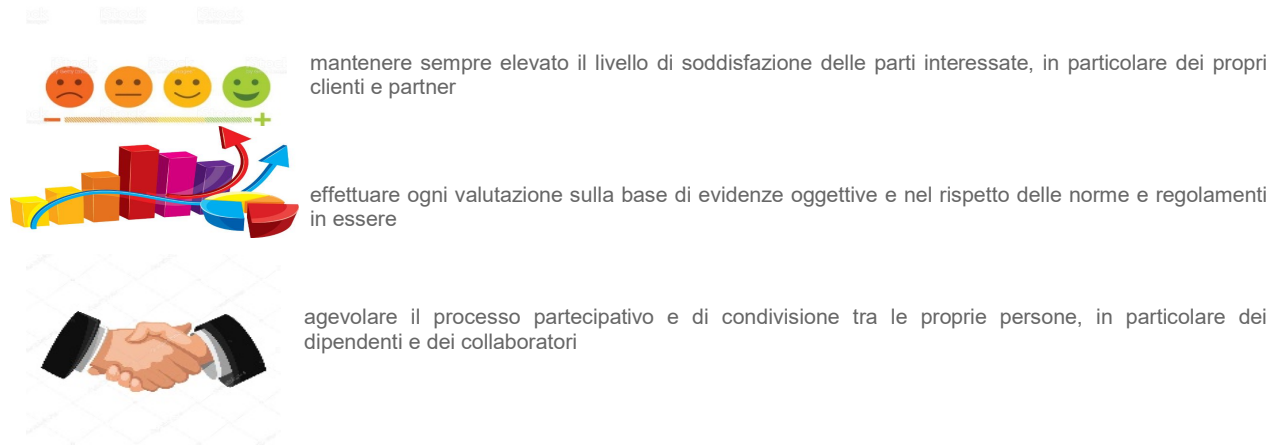 mantenere sempre elevato il livello di soddisfazione delle parti interessate, in particolare dei propri
clienti e partner
effettuare ogni valutazione sulla base di evidenze oggettive e nel rispetto delle norme e regolamenti
in essere
agevolare il processo partecipativo e di condivisione tra le proprie persone, in particolare dei
dipendenti e dei collaboratori